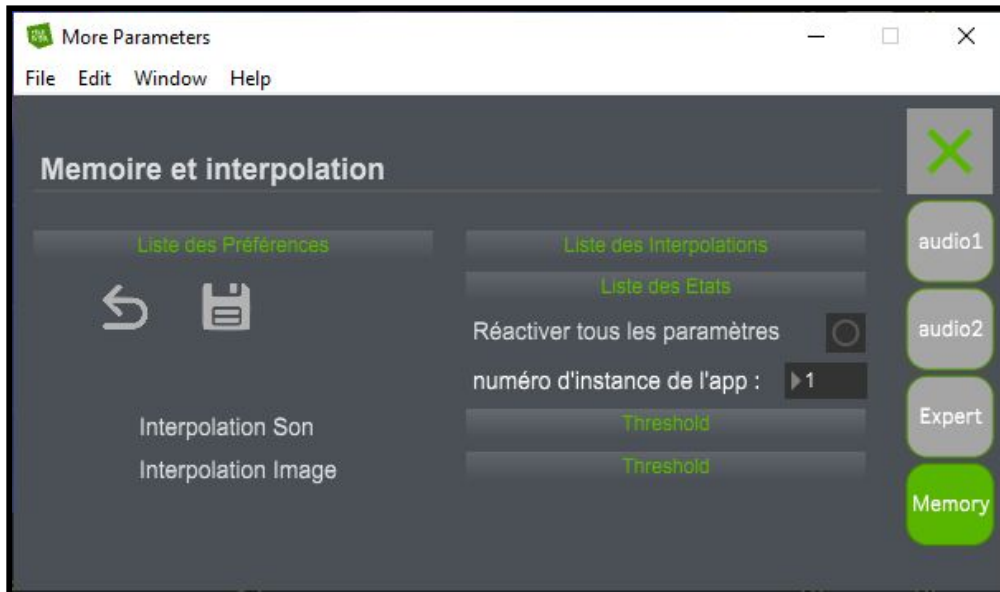 More Parameters
File Edit Window Help
Memoire et interpolation
Liste des Préférences
Liste des Interpolations
Liste des Etats
Réactiver tous les paramètres
numéro d'instance de l'app : 1
Interpolation Son Threshold
Interpolation Image Threshold
audio1
audio2
Expert
Memory